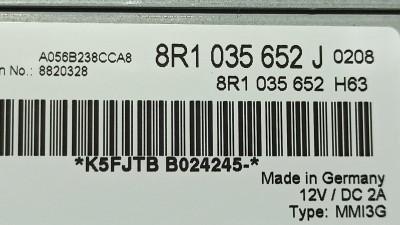 A056B238CCA8 8R1 035 652 J 0208
n No.: 8820328 8R1 035 652 H63
*K5FJTB B024245-*
Made in Germany
12V / DC 2A
Type: MMI3G